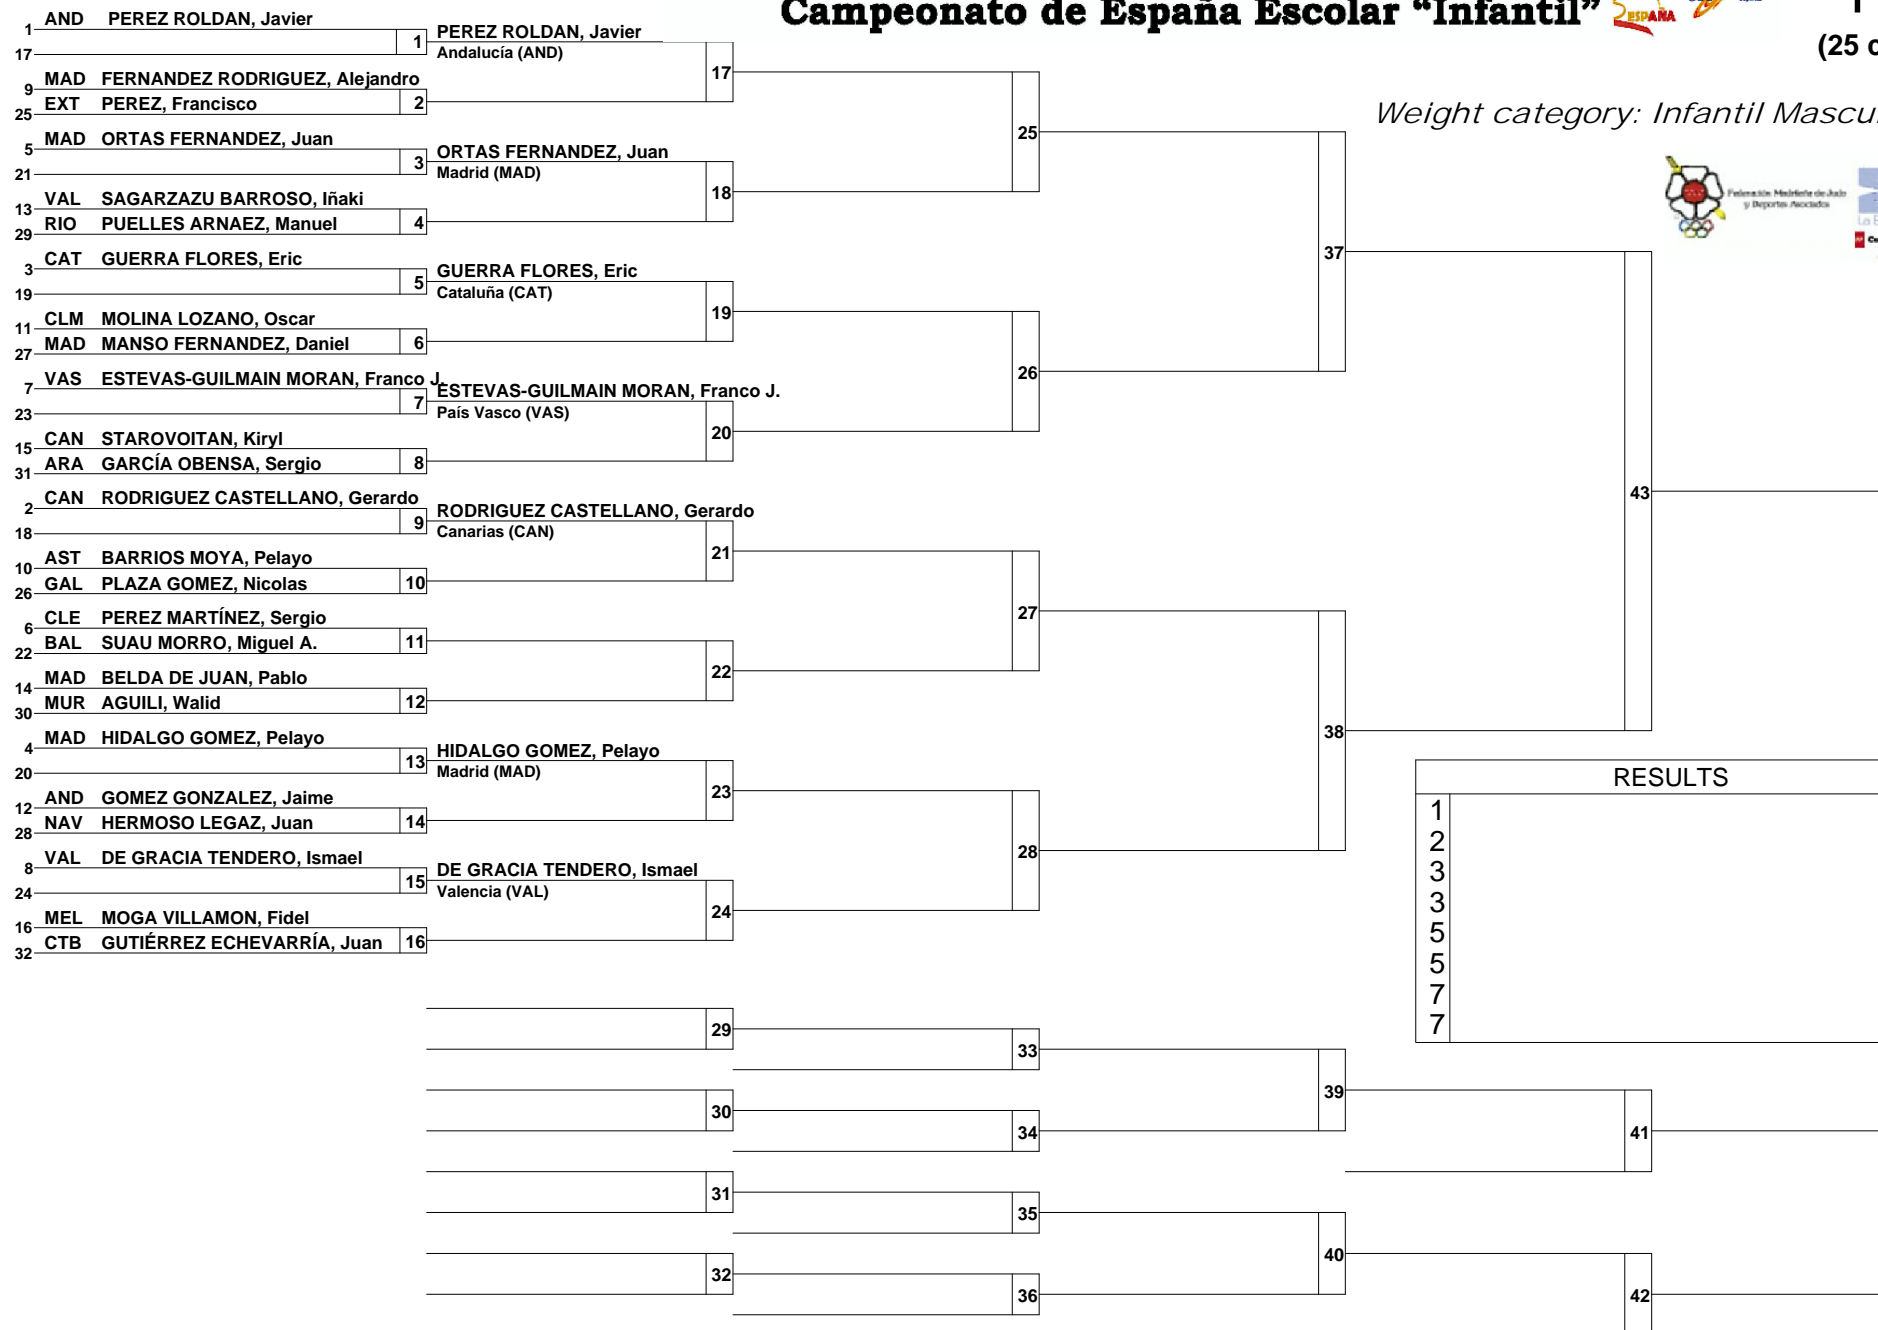 Campeonato de España Escolar “Infantil”
ESPAÑA
(25 c
Weight category: Infantil Mascu
Federación Madrileña de Judo
y Deportes Asociados
1 AND PEREZ ROLDAN, Javier
17
1 PEREZ ROLDAN, Javier
Andalucía (AND)
9 MAD FERNANDEZ RODRIGUEZ, Alejandro
25 EXT PEREZ, Francisco 2
17
5 MAD ORTAS FERNANDEZ, Juan
21
3 ORTAS FERNANDEZ, Juan
Madrid (MAD)
13 VAL SAGARZAZU BARROSO, Iñaki
29 RIO PUELLES ARNAEZ, Manuel 4
18
25
3 CAT GUERRA FLORES, Eric
19
5 GUERRA FLORES, Eric
Cataluña (CAT)
11 CLM MOLINA LOZANO, Oscar
27 MAD MANSO FERNANDEZ, Daniel 6
19
37
7 VAS ESTEVAS-GUILMAIN MORAN, Franco J.
23
7 ESTEVAS-GUILMAIN MORAN, Franco J.
País Vasco (VAS)
15 CAN STAROVOITAN, Kiryl
31 ARA GARCÍA OBENSA, Sergio 8
20
26
2 CAN RODRIGUEZ CASTELLANO, Gerardo
18
9 RODRIGUEZ CASTELLANO, Gerardo
Canarias (CAN)
43
10 AST BARRIOS MOYA, Pelayo
26 GAL PLAZA GOMEZ, Nicolas 10
21
6 CLE PEREZ MARTÍNEZ, Sergio
22 BAL SUAU MORRO, Miguel A. 11
27
14 MAD BELDA DE JUAN, Pablo
30 MUR AGUILI, Walid 12
22
4 MAD HIDALGO GOMEZ, Pelayo
20
13 HIDALGO GOMEZ, Pelayo
Madrid (MAD)
38
12 AND GOMEZ GONZALEZ, Jaime
28 NAV HERMOSO LEGAZ, Juan 14
23
8 VAL DE GRACIA TENDERO, Ismael
24
15 DE GRACIA TENDERO, Ismael
Valencia (VAL)
28
16 MEL MOGA VILLAMON, Fidel
32 CTB GUTIÉRREZ ECHEVARRÍA, Juan 16
24
RESULTS
1
2
3
3
5
5
7
7
29
33
39
30
34
41
31
35
40
32
36
42